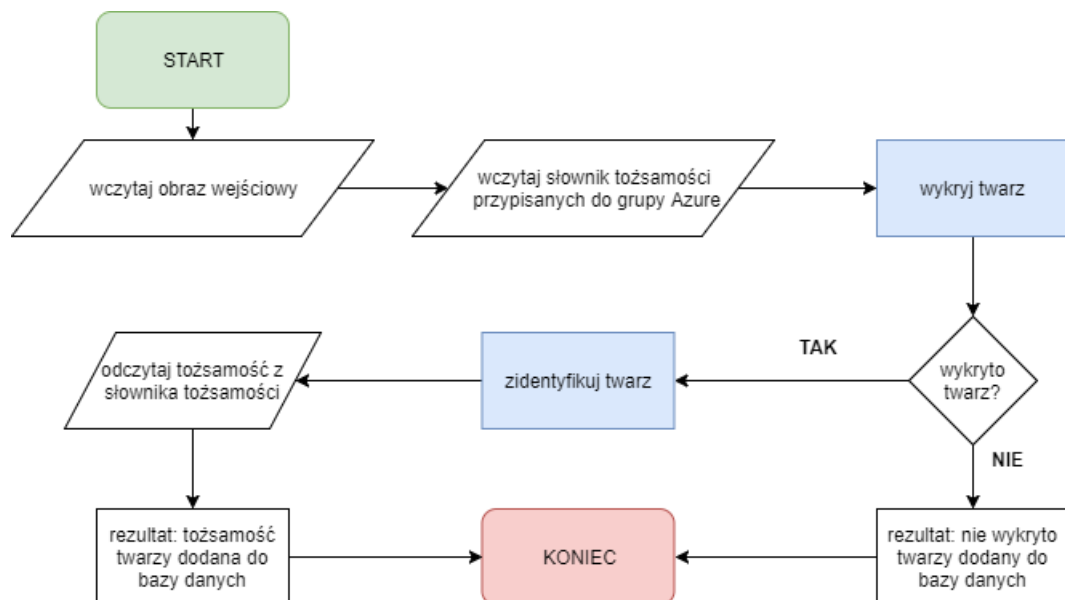 START
wczytaj obraz wejściowy
wczytaj słownik tożsamości
przypisanych do grupy Azure
wykryj twarz
wykryto
twarz?
TAK
zidentyfikuj twarz
odczytaj tożsamość z
słownika tożsamości
NIE
rezultat: tożsamość
twarzy dodana do
bazy danych
KONIEC
rezultat: nie wykryto
twarzy dodany do
bazy danych